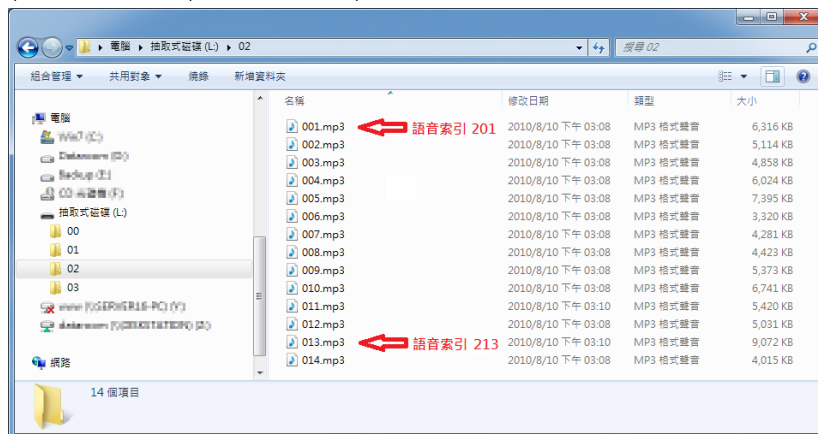 電腦 ▸ 抽取式磁碟 (L:) ▸ 02
搜尋 02
組合管理 ▼ 共用對象 ▼ 燒錄 新增資料夾
名稱 修改日期 類型 大小
電腦
Win7 (C:)
Backup (E:)
抽取式磁碟 (L:)
00
01
02
03
網路
001.mp3 語音索引 201 2010/8/10 下午 03:08 MP3 格式聲音 6,316 KB
002.mp3 2010/8/10 下午 03:08 MP3 格式聲音 5,114 KB
003.mp3 2010/8/10 下午 03:08 MP3 格式聲音 4,858 KB
004.mp3 2010/8/10 下午 03:08 MP3 格式聲音 6,024 KB
005.mp3 2010/8/10 下午 03:08 MP3 格式聲音 7,395 KB
006.mp3 2010/8/10 下午 03:08 MP3 格式聲音 3,320 KB
007.mp3 2010/8/10 下午 03:08 MP3 格式聲音 4,281 KB
008.mp3 2010/8/10 下午 03:08 MP3 格式聲音 4,423 KB
009.mp3 2010/8/10 下午 03:08 MP3 格式聲音 5,373 KB
010.mp3 2010/8/10 下午 03:08 MP3 格式聲音 6,741 KB
011.mp3 2010/8/10 下午 03:10 MP3 格式聲音 5,420 KB
012.mp3 2010/8/10 下午 03:08 MP3 格式聲音 5,031 KB
013.mp3 語音索引 213 2010/8/10 下午 03:10 MP3 格式聲音 9,072 KB
014.mp3 2010/8/10 下午 03:08 MP3 格式聲音 4,015 KB
14 個項目